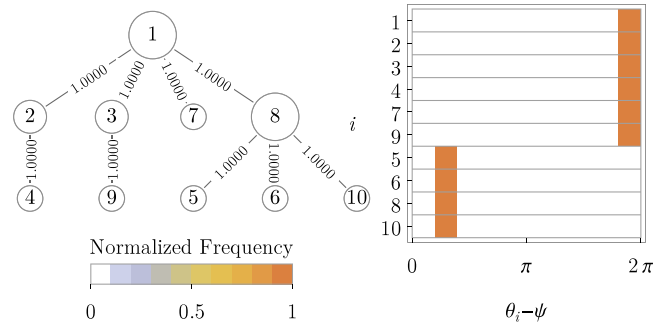 1
1.0000 1.0000 1.0000 1.0000
2 3 7 8
1.0000 1.0000 1.0000 1.0000 1.0000
4 9 5 6 10
Normalized Frequency
0 0.5 1
i
1
2
3
4
7
9
5
6
8
10
0 π 2π
θi−ψ